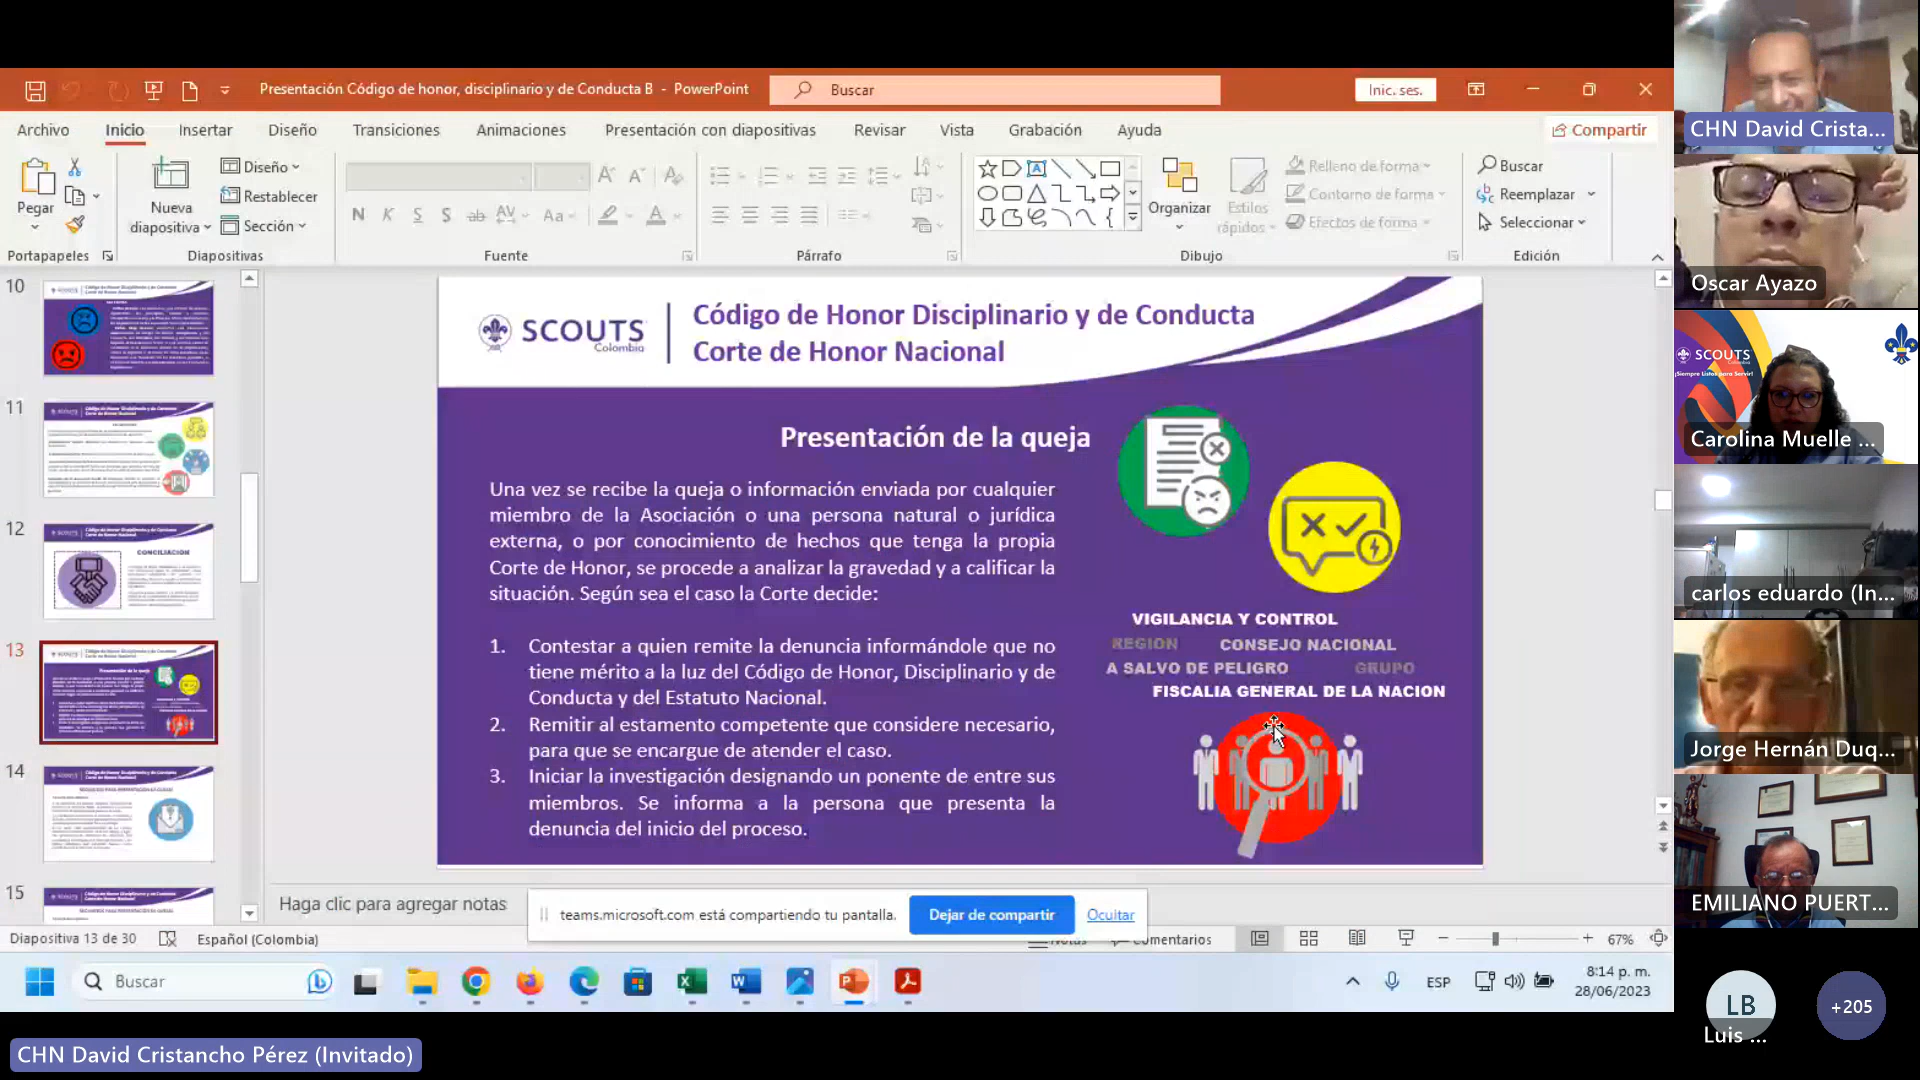 Presentación Código de honor, disciplinario y de Conducta B - PowerPoint
Buscar
Inic. ses.
Archivo
Inicio
Insertar
Diseño
Transiciones
Animaciones
Presentación con diapositivas
Revisar
Vista
Grabación
Ayuda
Compartir
Pegar
Nueva
diapositiva
Diseño
Restablecer
Sección
N K S S ab AV Aa A
Organizar
Estilos
rápidos
Relleno de forma
Contorno de forma
Efectos de forma
Buscar
Reemplazar
Seleccionar
Portapapeles
Diapositivas
Fuente
Párrafo
Dibujo
Edición
10
11
12
CONCILIACIÓN
13
14
15
SCOUTS
Colombia
Código de Honor Disciplinario y de Conducta
Corte de Honor Nacional
Presentación de la queja
Una vez se recibe la queja o información enviada por cualquier
miembro de la Asociación o una persona natural o jurídica
externa, o por conocimiento de hechos que tenga la propia
Corte de Honor, se procede a analizar la gravedad y a calificar la
situación. Según sea el caso la Corte decide:
1. Contestar a quien remite la denuncia informándole que no
tiene mérito a la luz del Código de Honor, Disciplinario y de
Conducta y del Estatuto Nacional.
2. Remitir al estamento competente que considere necesario,
para que se encargue de atender el caso.
3. Iniciar la investigación designando un ponente de entre sus
miembros. Se informa a la persona que presenta la
denuncia del inicio del proceso.
VIGILANCIA Y CONTROL
REGION CONSEJO NACIONAL
A SALVO DE PELIGRO GRUPO
FISCALIA GENERAL DE LA NACION
Haga clic para agregar notas
teams.microsoft.com está compartiendo tu pantalla.
Dejar de compartir
Ocultar
Diapositiva 13 de 30
Español (Colombia)
Notas
Comentarios
67%
Buscar
ESP
8:14 p. m.
28/06/2023
CHN David Cristancho Pérez (Invitado)
CHN David Crista...
Oscar Ayazo
SCOUTS
¡Siempre Listos para Servir!
Carolina Muelle ...
carlos eduardo (In...
Jorge Hernán Duq...
EMILIANO PUERT...
LB
Luis ...
+205